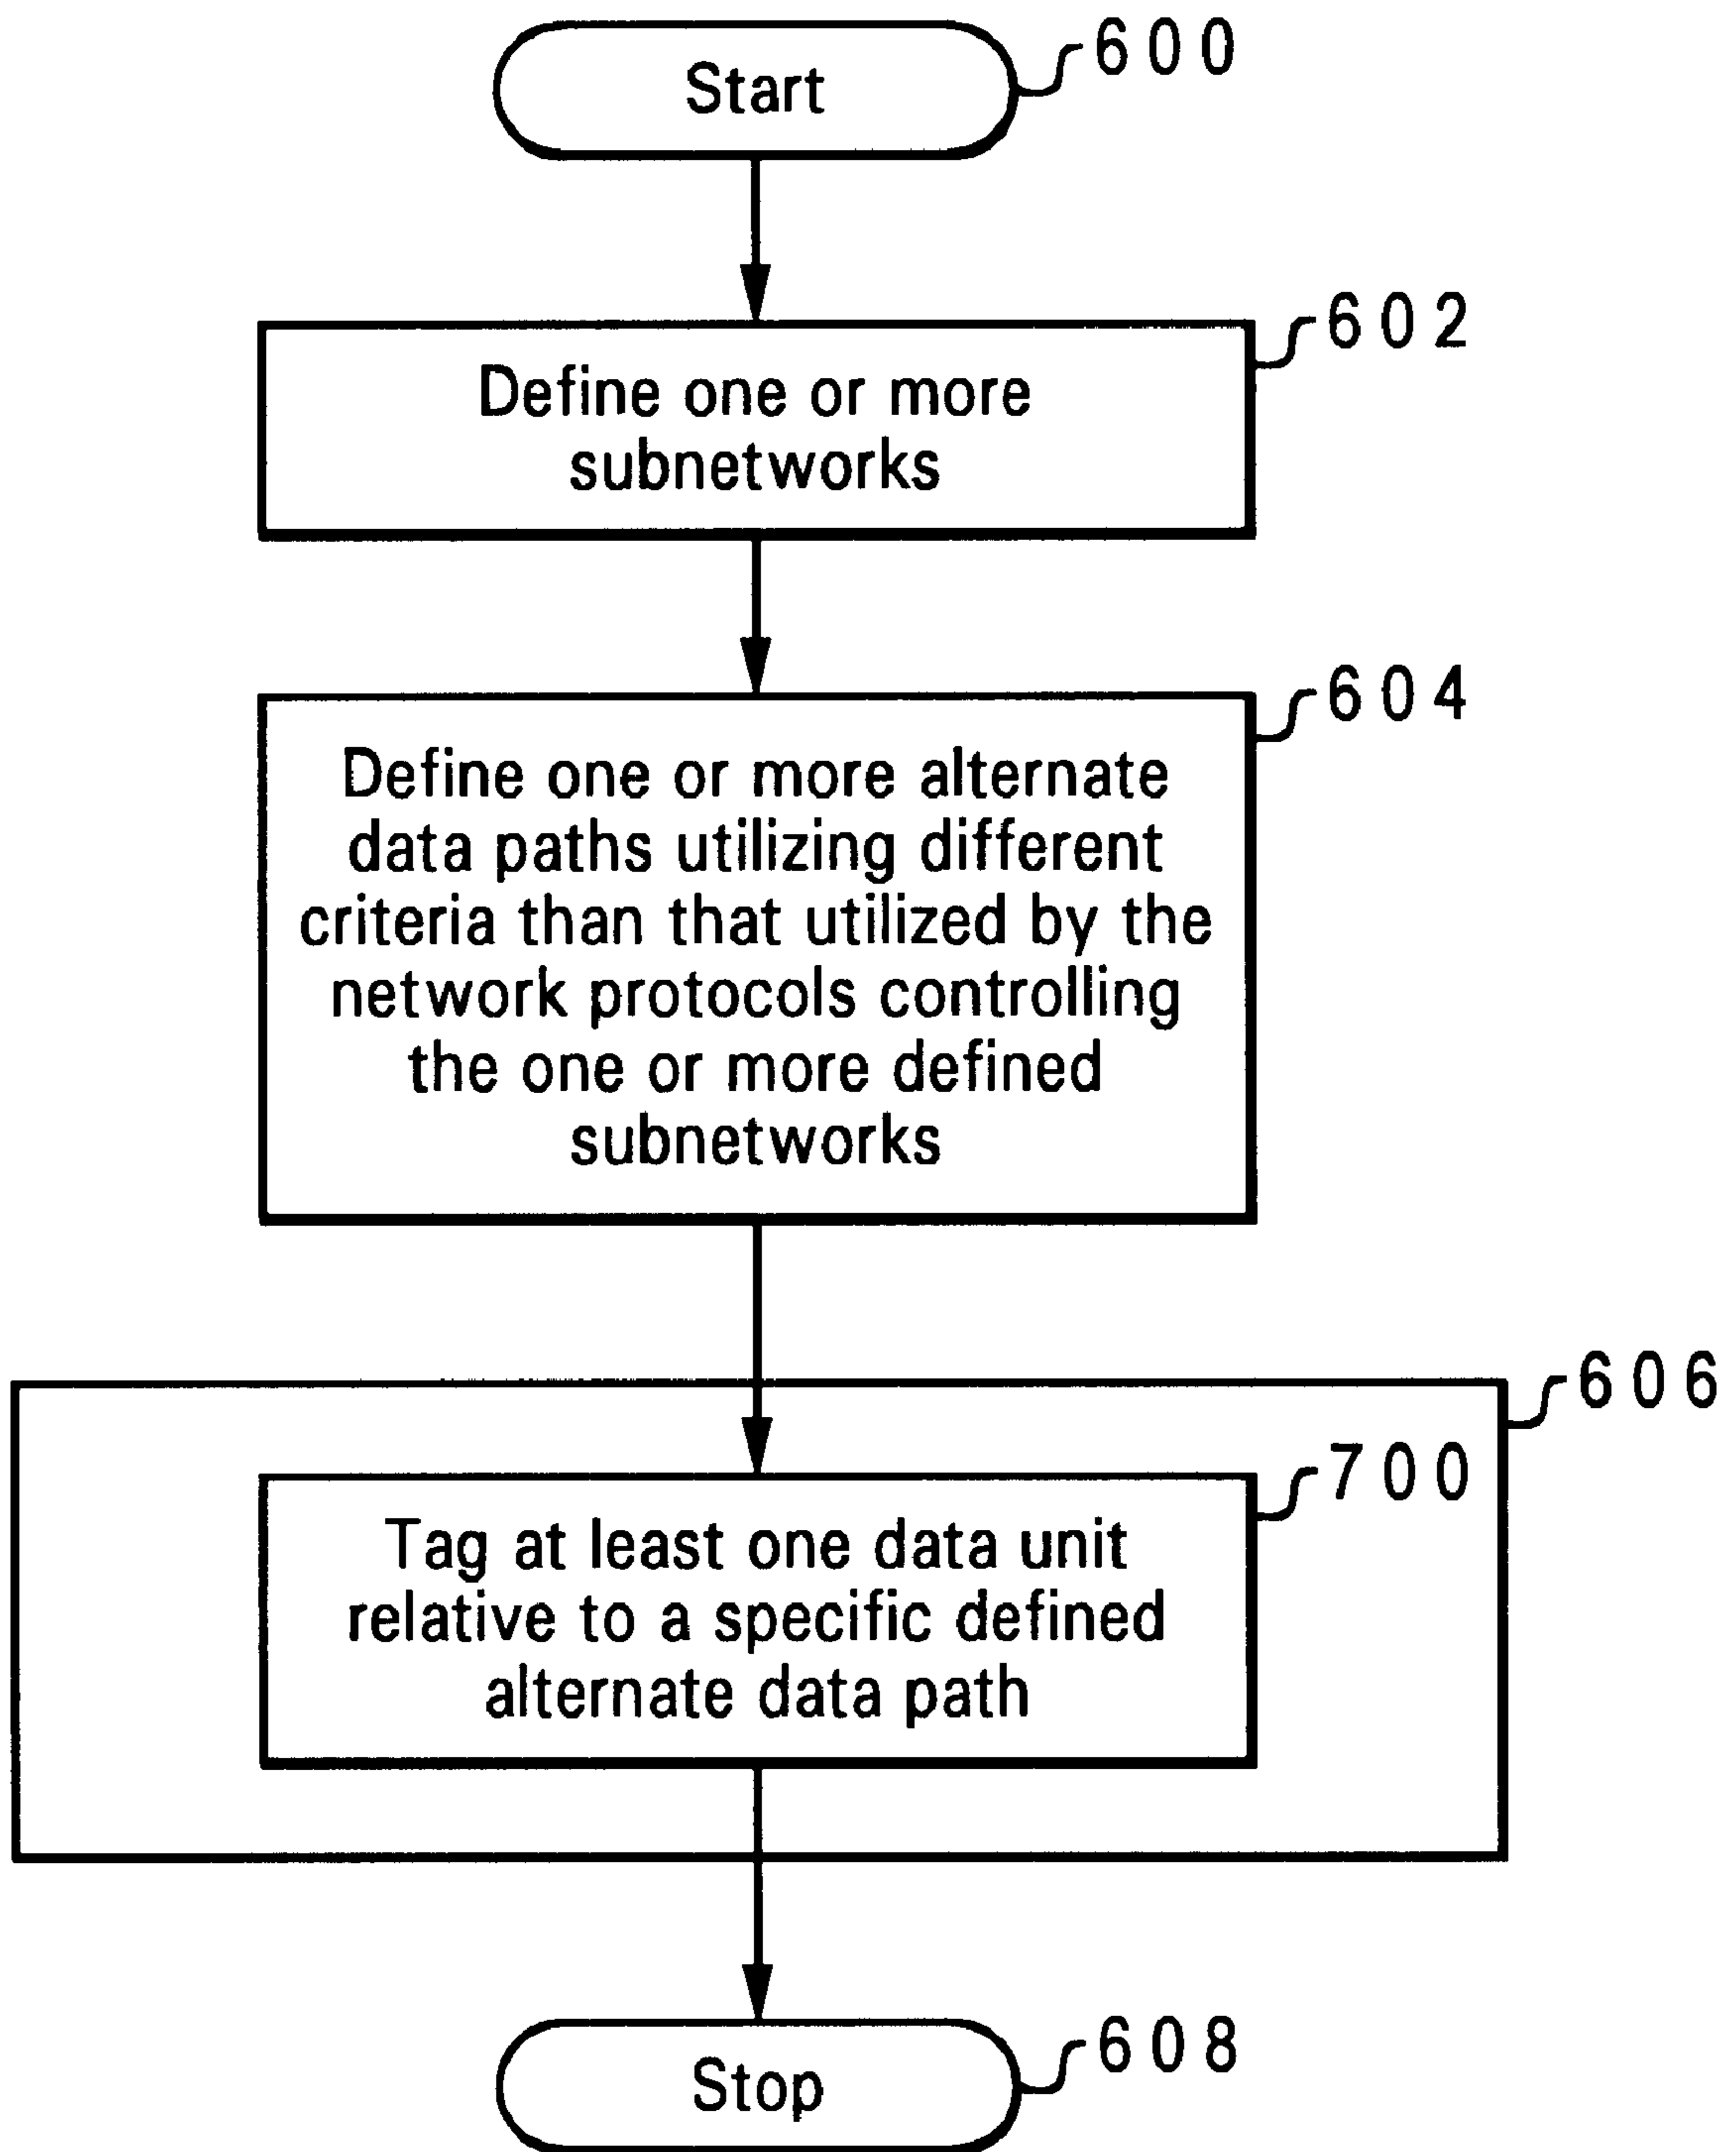 Start
600
Define one or more
subnetworks
602
Define one or more alternate
data paths utilizing different
criteria than that utilized by the
network protocols controlling
the one or more defined
subnetworks
604
606
Tag at least one data unit
relative to a specific defined
alternate data path
700
Stop
608